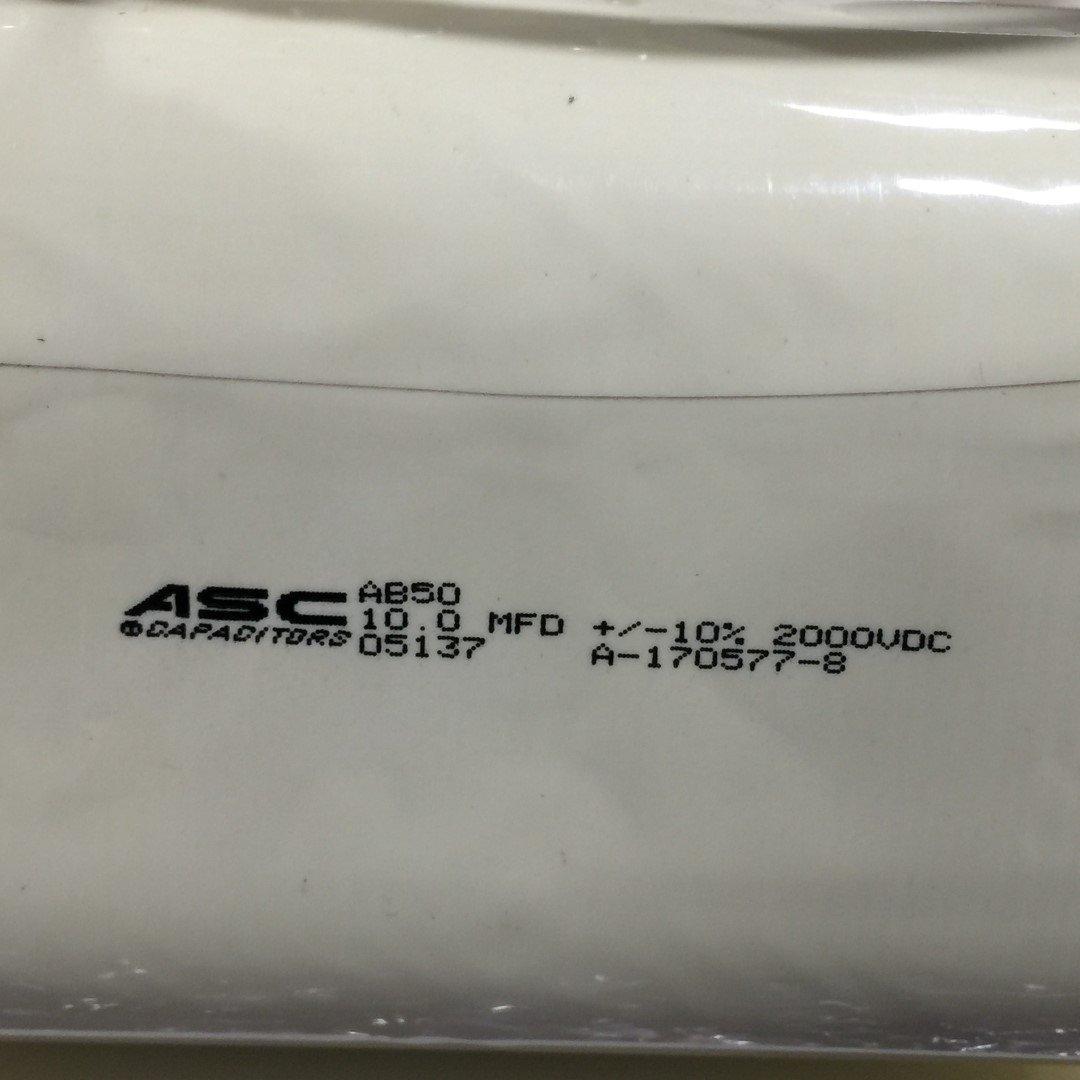 ASC AB50
CAPACITORS 10.0 MFD +/-10% 2000VDC
05137 A-170577-8